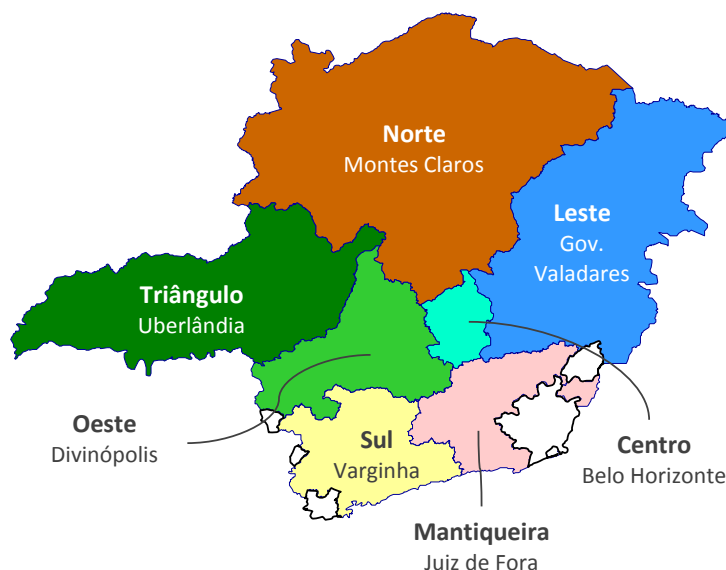 Norte
Montes Claros
Leste
Gov.
Valadares
Triângulo
Uberlândia
Oeste
Divinópolis
Sul
Varginha
Centro
Belo Horizonte
Mantiqueira
Juiz de Fora